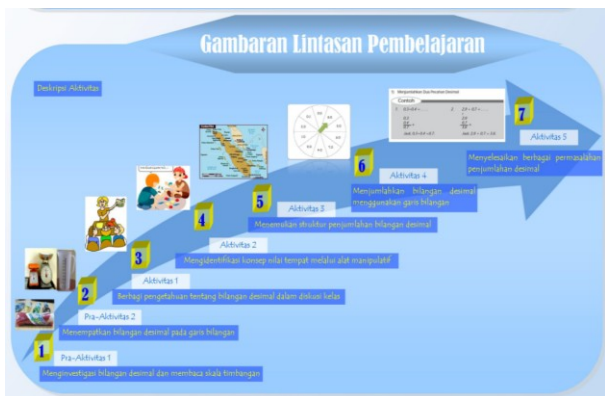 Gambaran Lintasan Pembelajaran
Deskripsi Aktivitas
7
Aktivitas 5
Menyelesaikan berbagai permasalahan
penjumlahan desimal
Contoh
6
Aktivitas 4
Menjumlahkan bilangan desimal
menggunakan garis bilangan
5
Aktivitas 3
Menemukan struktur penjumlahan bilangan desimal
4
Aktivitas 2
Mengidentifikasi konsep nilai tempat melalui alat manipulatif
3
Aktivitas 1
Berbagi pengetahuan tentang bilangan desimal dalam diskusi kelas
2
Pra-Aktivitas 2
Menempatkan bilangan desimal pada garis bilangan
1
Pra-Aktivitas 1
Menginvestigasi bilangan desimal dan membaca skala timbangan